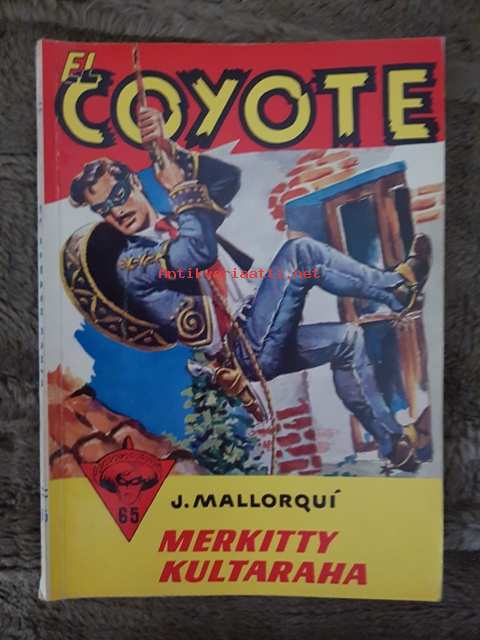 EL
COYOTE
Antikvariaatti.net
65
J. MALLORQUÍ
MERKITTY
KULTARAHA